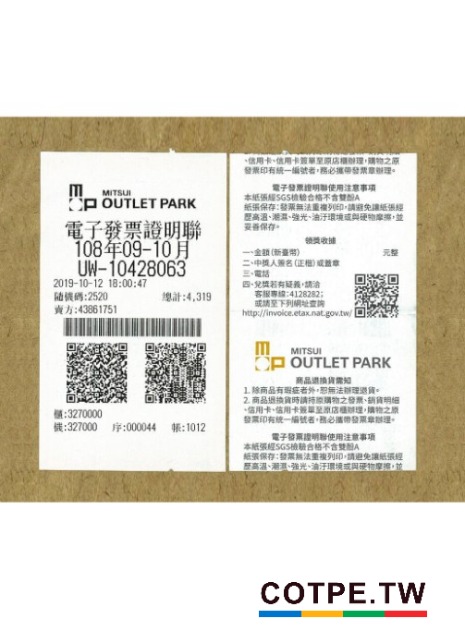 MITSUI
OUTLET PARK
電子發票證明聯
108年09-10月
UW-10428063
2019-10-12 18:00:47
隨機碼:2520 總計:4,319
賣方:43861751
櫃:3270000
機:327000 序:000044 帳:1012
、信用卡、信用卡簽單至原店櫃辦理,購物之原
發票印有統一編號者,務必攜帶發票章辦理。
電子發票證明聯使用注意事項
本紙張經SGS檢驗合格不含雙酚A
紙張保存:發票無法重複列印,請避免讓紙張經
歷高溫、潮濕、強光、油汙環境或與硬物摩擦,並
妥善保存。
領獎收據
一、金額(新臺幣) 元整
二、中獎人簽名(正楷)或蓋章
三、電話
四、兌獎若有疑義,請洽
客服專線:4128282;
或請至下列網址查詢
http://invoice.etax.nat.gov.tw/
MITSUI
OUTLET PARK
商品退換貨需知
1. 除商品有瑕疵者外,恕無法辦理退貨。
2. 商品退換貨時請持原購物之發票、銷貨明細
、信用卡、信用卡簽單至原店櫃辦理,購物之原
發票印有統一編號者,務必攜帶發票章辦理。
電子發票證明聯使用注意事項
本紙張經SGS檢驗合格不含雙酚A
紙張保存:發票無法重複列印,請避免讓紙張經
歷高溫、潮濕、強光、油汙環境或與硬物摩擦,並
COTPE.TW